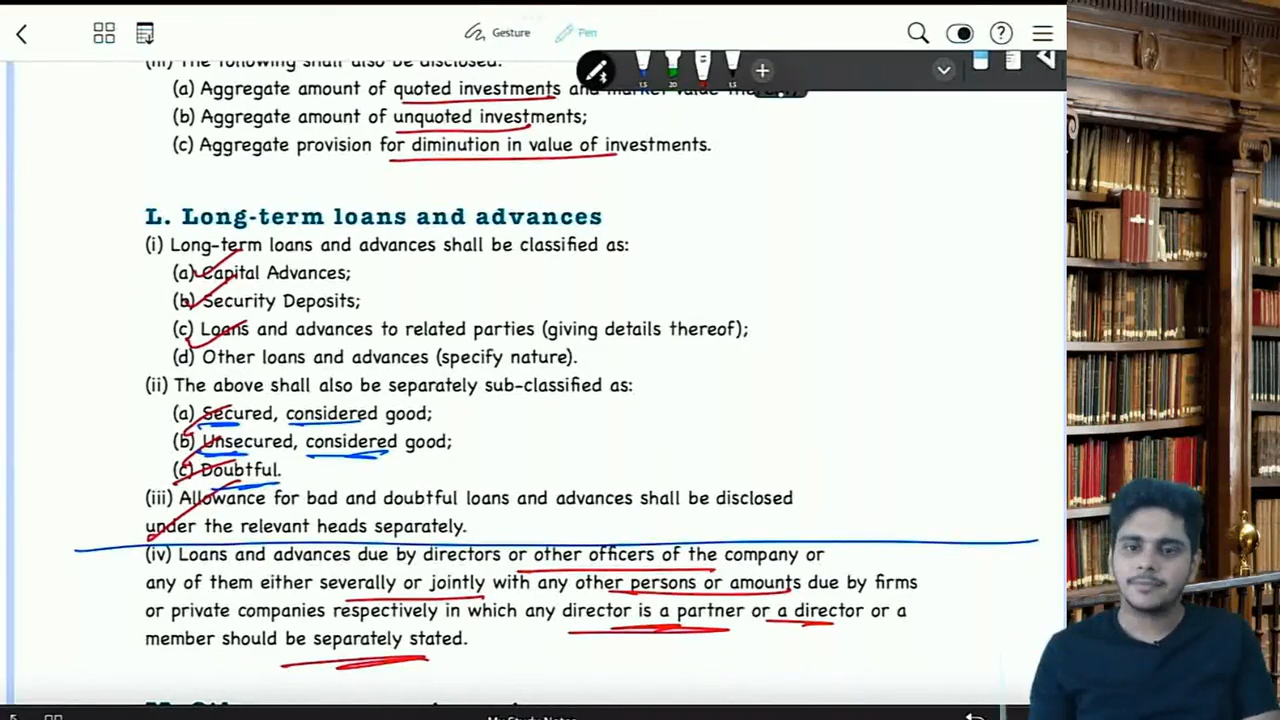 Gesture
Pen
(iii) The following shall also be disclosed:
(a) Aggregate amount of quoted investments and market value thereof;
(b) Aggregate amount of unquoted investments;
(c) Aggregate provision for diminution in value of investments.
L. Long-term loans and advances
(i) Long-term loans and advances shall be classified as:
(a) Capital Advances;
(b) Security Deposits;
(c) Loans and advances to related parties (giving details thereof);
(d) Other loans and advances (specify nature).
(ii) The above shall also be separately sub-classified as:
(a) Secured, considered good;
(b) Unsecured, considered good;
(c) Doubtful.
(iii) Allowance for bad and doubtful loans and advances shall be disclosed
under the relevant heads separately.
(iv) Loans and advances due by directors or other officers of the company or
any of them either severally or jointly with any other persons or amounts due by firms
or private companies respectively in which any director is a partner or a director or a
member should be separately stated.